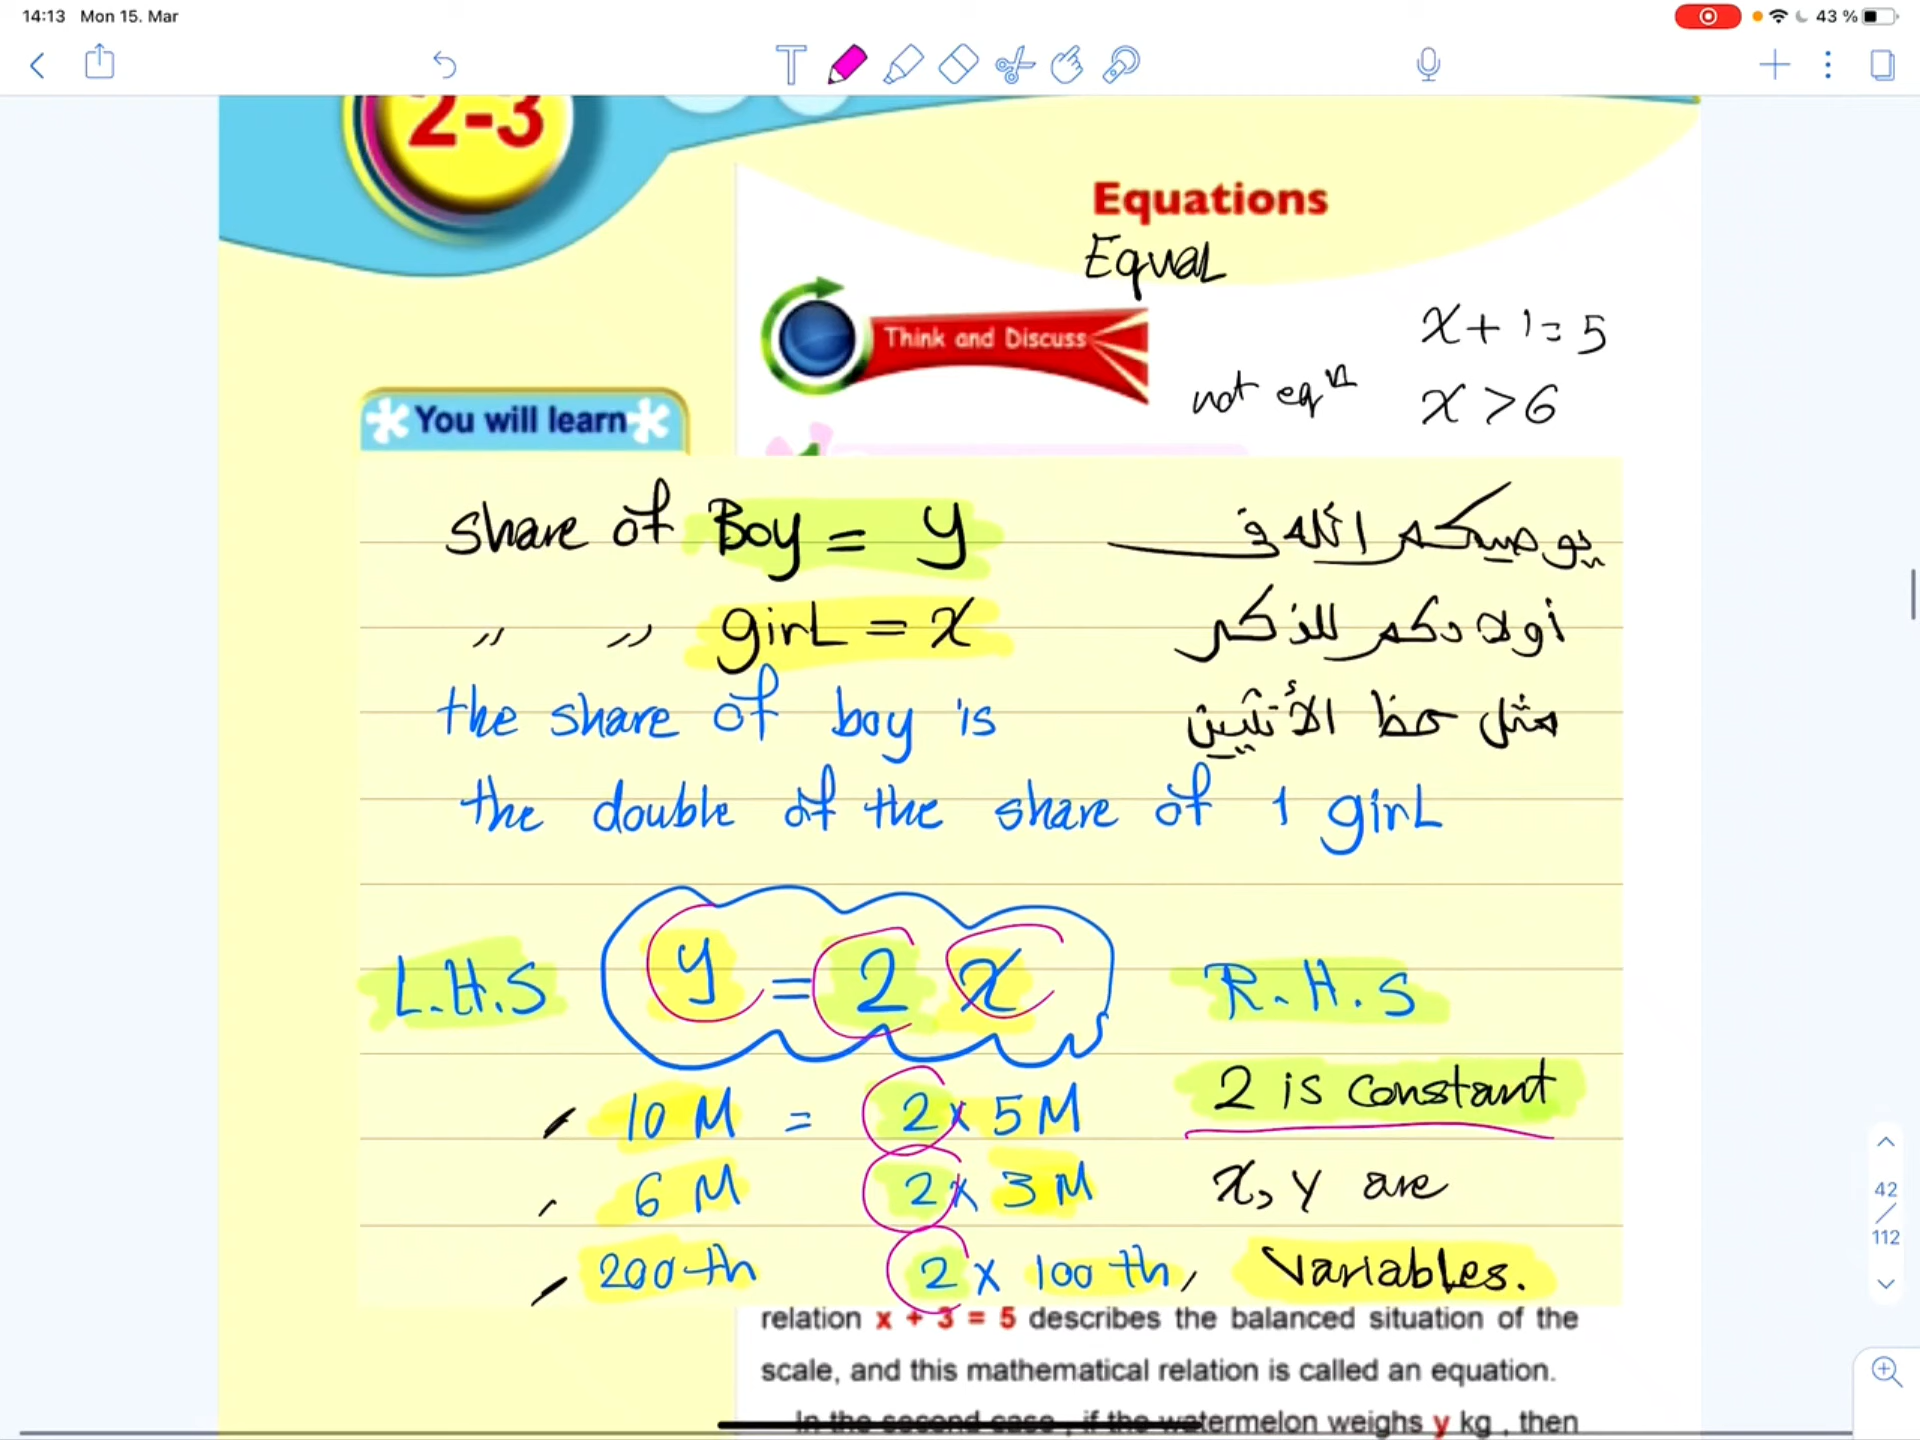 14:13 Mon 15. Mar
43 %
2-3
Equations
Equal
Think and Discuss
x + 1 = 5
not eqn x > 6
You will learn
share of Boy = y
يوصيكم الله في
" " girl = x
أولادكم للذكر
the share of boy is
مثل حظ الأنثيين
the double of the share of 1 girl
L.H.S y = 2 x R.H.S
10 M = 2 x 5 M
2 is constant
6 M 2 x 3 M
x, y are
200 th 2 x 100 th,
Variables.
relation x + 3 = 5 describes the balanced situation of the
scale, and this mathematical relation is called an equation.
In the second case , if the watermelon weighs y kg , then
42
/
112